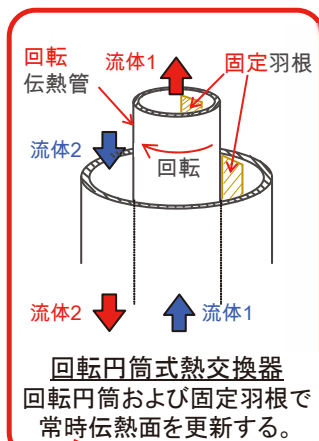 回転
伝熱管
流体1
固定羽根
流体2
回転
流体2
流体1
回転円筒式熱交換器
回転円筒および固定羽根で
常時伝熱面を更新する。